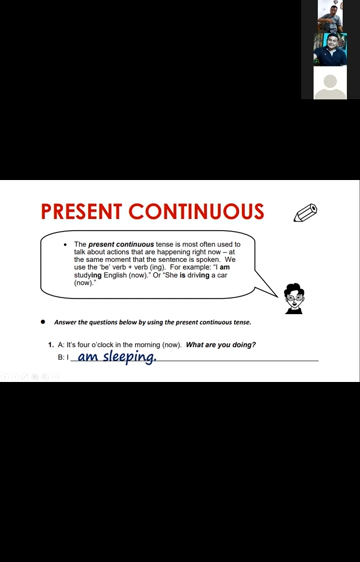 PRESENT CONTINUOUS
• The present continuous tense is most often used to
talk about actions that are happening right now – at
the same moment that the sentence is spoken. We
use the 'be' verb + verb (ing). For example: "I am
studying English (now)." Or "She is driving a car
(now)."
• Answer the questions below by using the present continuous tense.
1. A: It's four o'clock in the morning (now). What are you doing?
B: I am sleeping.